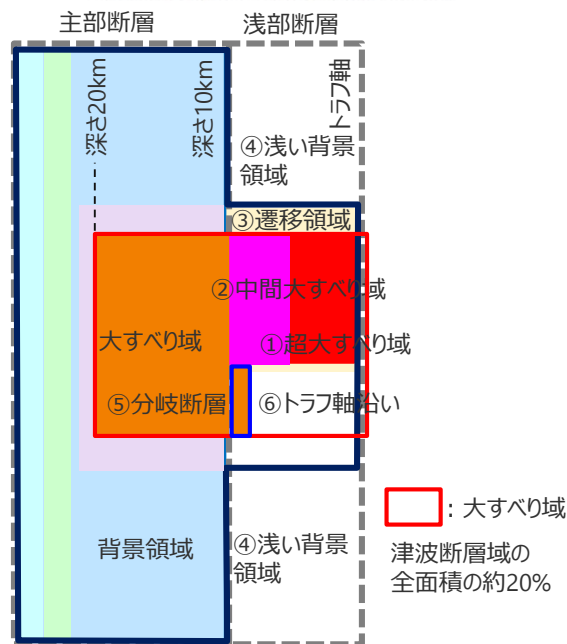 主部断層
浅部断層
深さ20km
深さ10km
トラフ軸
④浅い背景
領域
③遷移領域
②中間大すべり域
大すべり域
①超大すべり域
⑤分岐断層
⑥トラフ軸沿い
背景領域
④浅い背景
領域
：大すべり域
津波断層域の
全面積の約20%